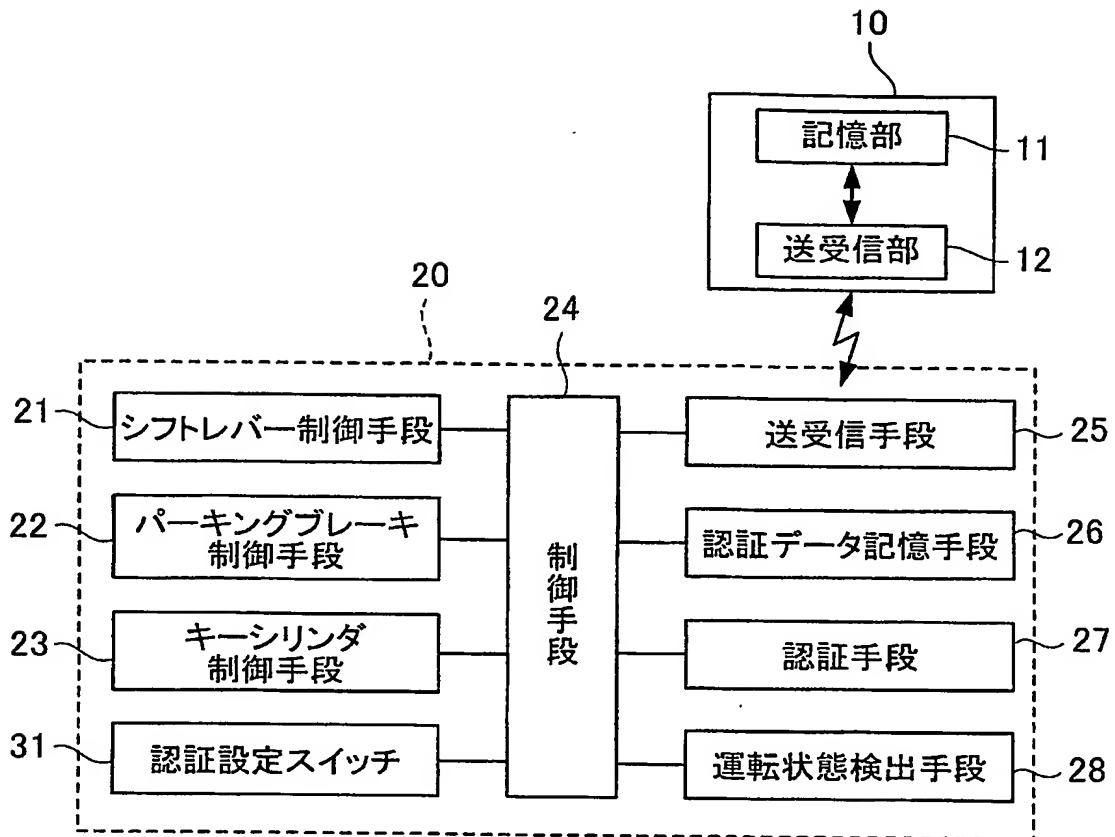 10
記憶部
11
送受信部
12
20
24
21
シフトレバー制御手段
22
パーキングブレーキ
制御手段
23
キーシリンダ
制御手段
31
認証設定スイッチ
制御手段
送受信手段
25
認証データ記憶手段
26
認証手段
27
運転状態検出手段
28